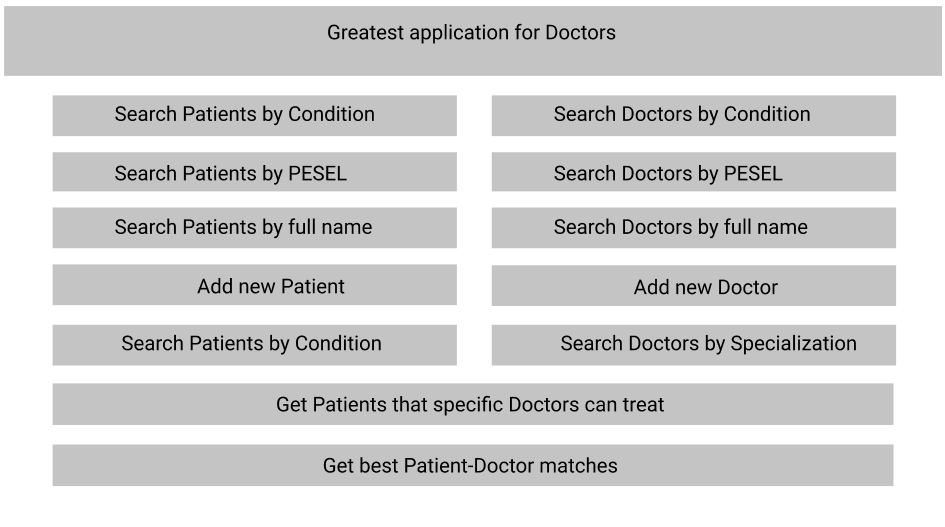 Greatest application for Doctors
Search Patients by Condition
Search Doctors by Condition
Search Patients by PESEL
Search Doctors by PESEL
Search Patients by full name
Search Doctors by full name
Add new Patient
Add new Doctor
Search Patients by Condition
Search Doctors by Specialization
Get Patients that specific Doctors can treat
Get best Patient-Doctor matches